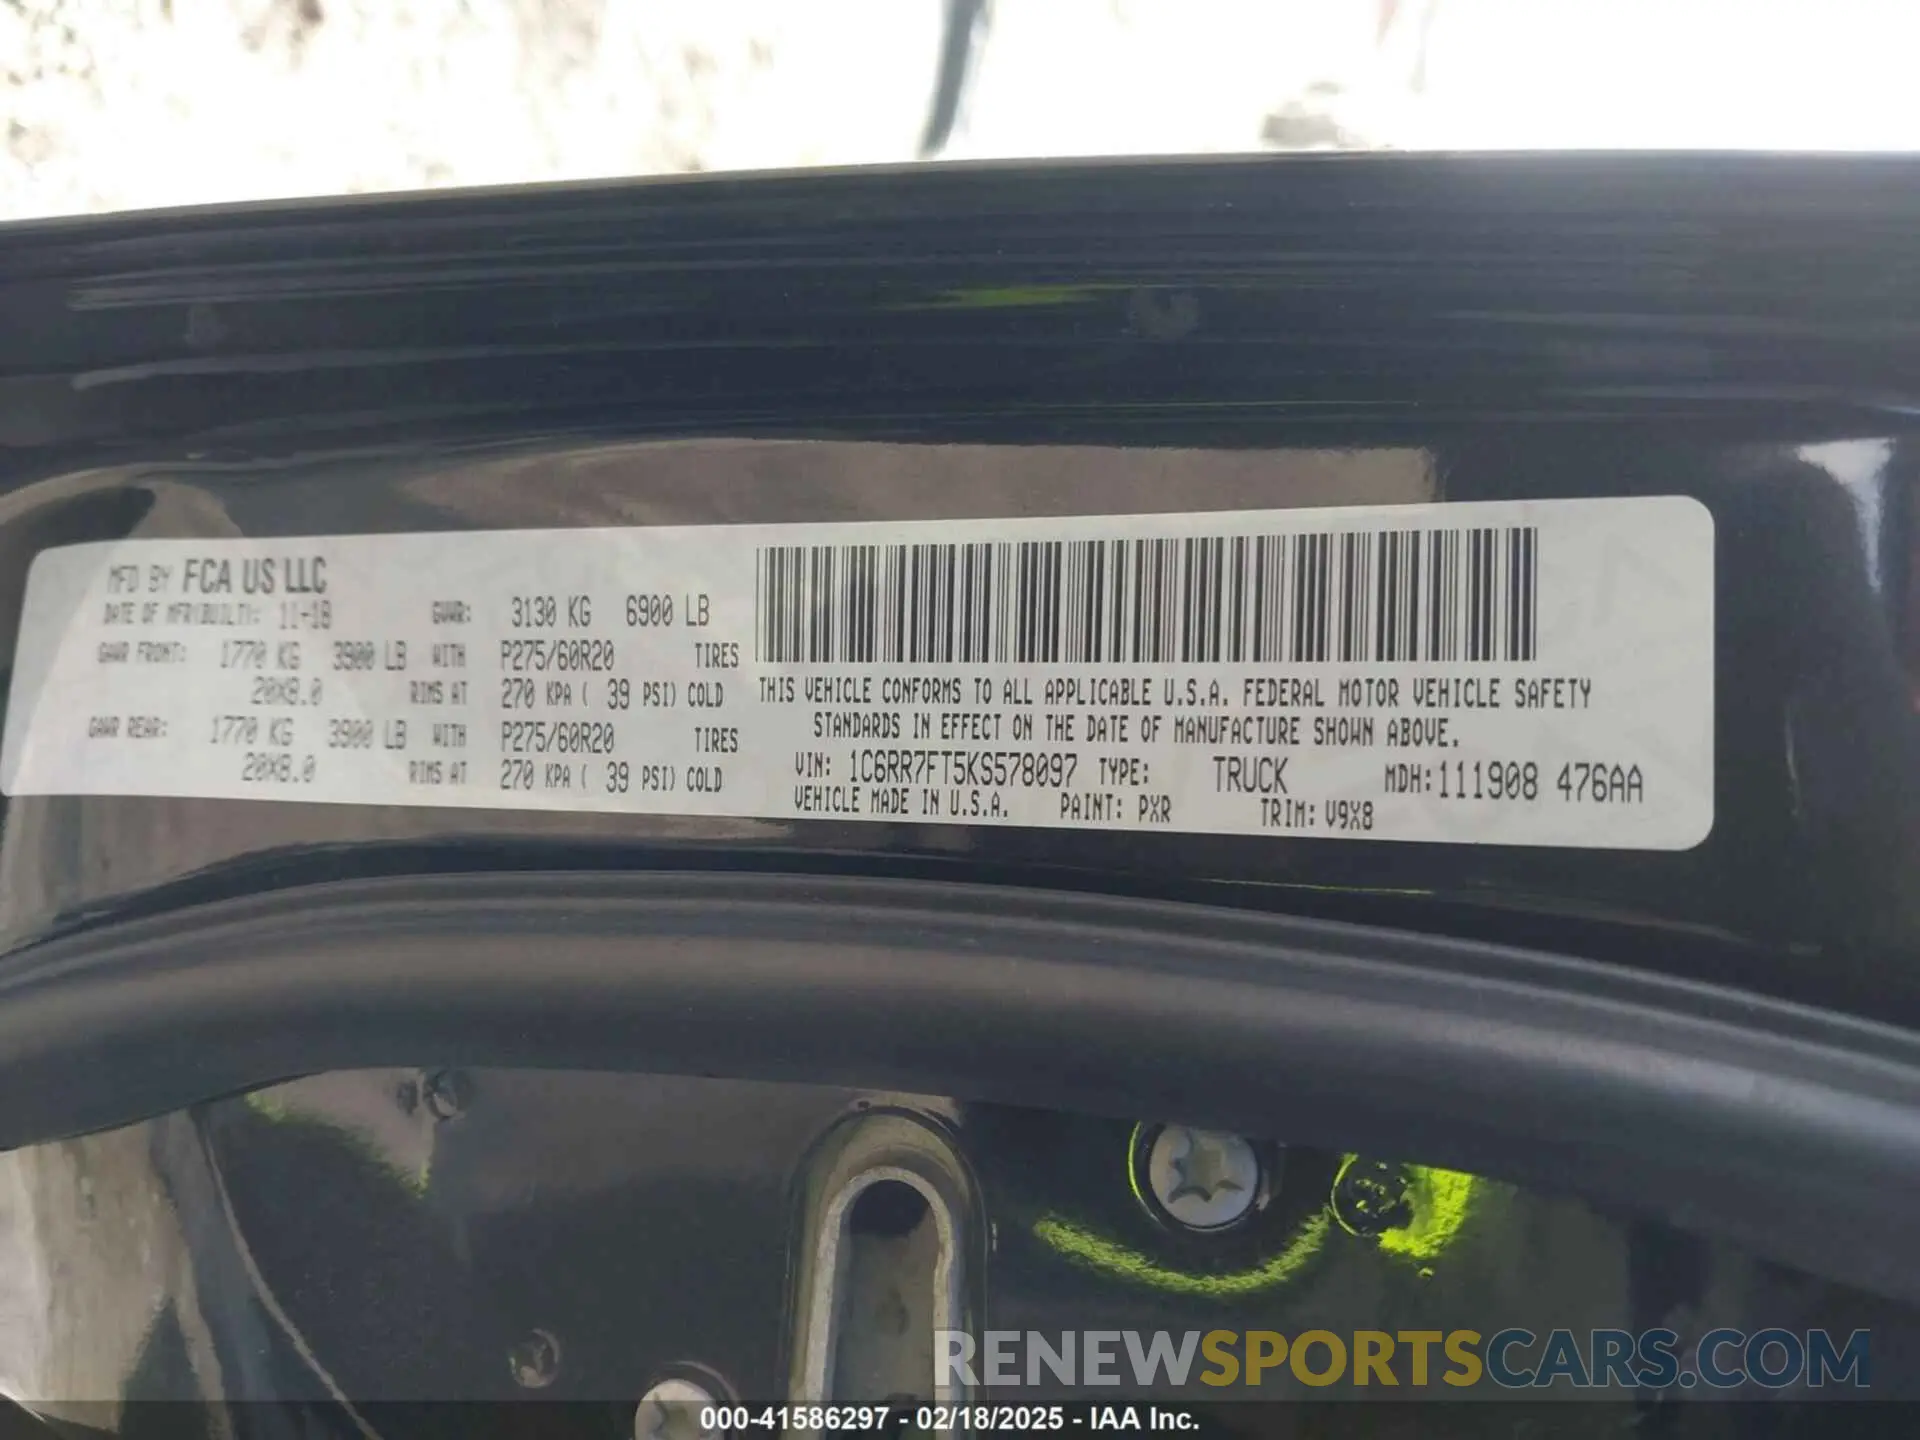 MFD BY FCA US LLC
DATE OF MFR(BUILT): 11-18 GVWR: 3130 KG 6900 LB
GAWR FRONT: 1770 KG 3900 LB WITH P275/60R20 TIRES
20X8.0 RIMS AT 270 KPA ( 39 PSI) COLD
GAWR REAR: 1770 KG 3900 LB WITH P275/60R20 TIRES
20X8.0 RIMS AT 270 KPA ( 39 PSI) COLD
THIS VEHICLE CONFORMS TO ALL APPLICABLE U.S.A. FEDERAL MOTOR VEHICLE SAFETY
STANDARDS IN EFFECT ON THE DATE OF MANUFACTURE SHOWN ABOVE.
VIN: 1C6RR7FT5KS578097 TYPE: TRUCK MDH:111908 476AA
VEHICLE MADE IN U.S.A. PAINT: PXR TRIM: V9X8
RENEWSPORTSCARS.COM
000-41586297 - 02/18/2025 - IAA Inc.